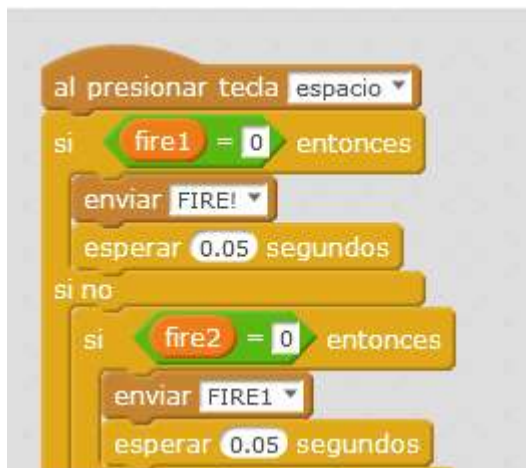 al presionar tecla espacio
si fire1 = 0 entonces
enviar FIRE!
esperar 0.05 segundos
si no
si fire2 = 0 entonces
enviar FIRE1
esperar 0.05 segundos